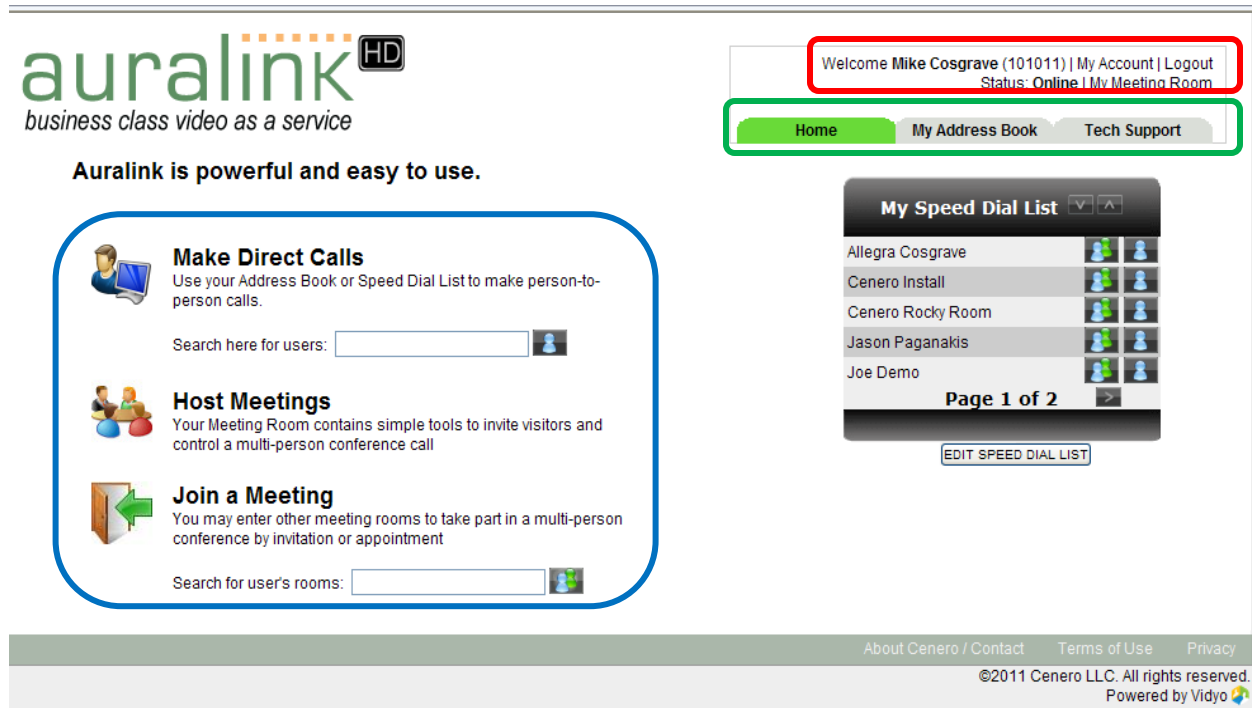 auralink HD
business class video as a service
Welcome Mike Cosgrave (101011) | My Account | Logout
Status: Online | My Meeting Room
Home My Address Book Tech Support
Auralink is powerful and easy to use.
Make Direct Calls
Use your Address Book or Speed Dial List to make person-to-
person calls.
Search here for users:
Host Meetings
Your Meeting Room contains simple tools to invite visitors and
control a multi-person conference call
Join a Meeting
You may enter other meeting rooms to take part in a multi-person
conference by invitation or appointment
Search for user's rooms:
My Speed Dial List
Allegra Cosgrave
Cenero Install
Cenero Rocky Room
Jason Paganakis
Joe Demo
Page 1 of 2 >
EDIT SPEED DIAL LIST
About Cenero / Contact Terms of Use Privacy
©2011 Cenero LLC. All rights reserved.
Powered by Vidyo